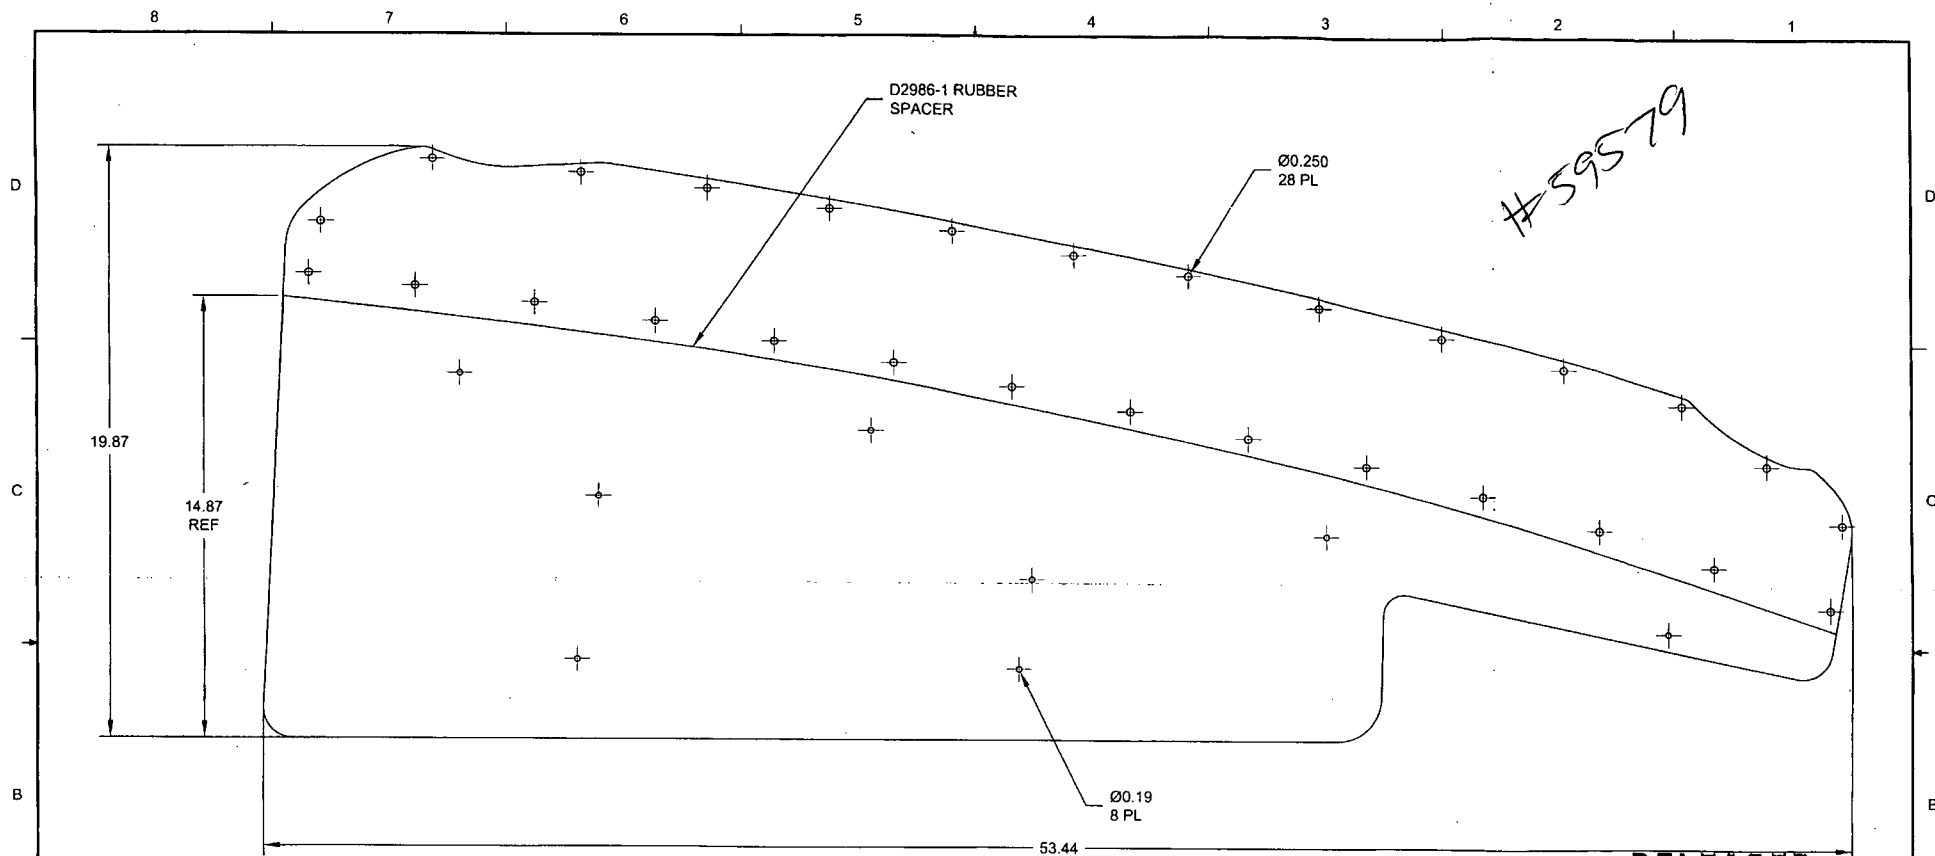 8 7 6 5 4 3 2 1
D2986-1 RUBBER
SPACER
#59579
Ø0.250
28 PL
D D
19.87
14.87
REF
C C
Ø0.19
8 PL
B B
53.44